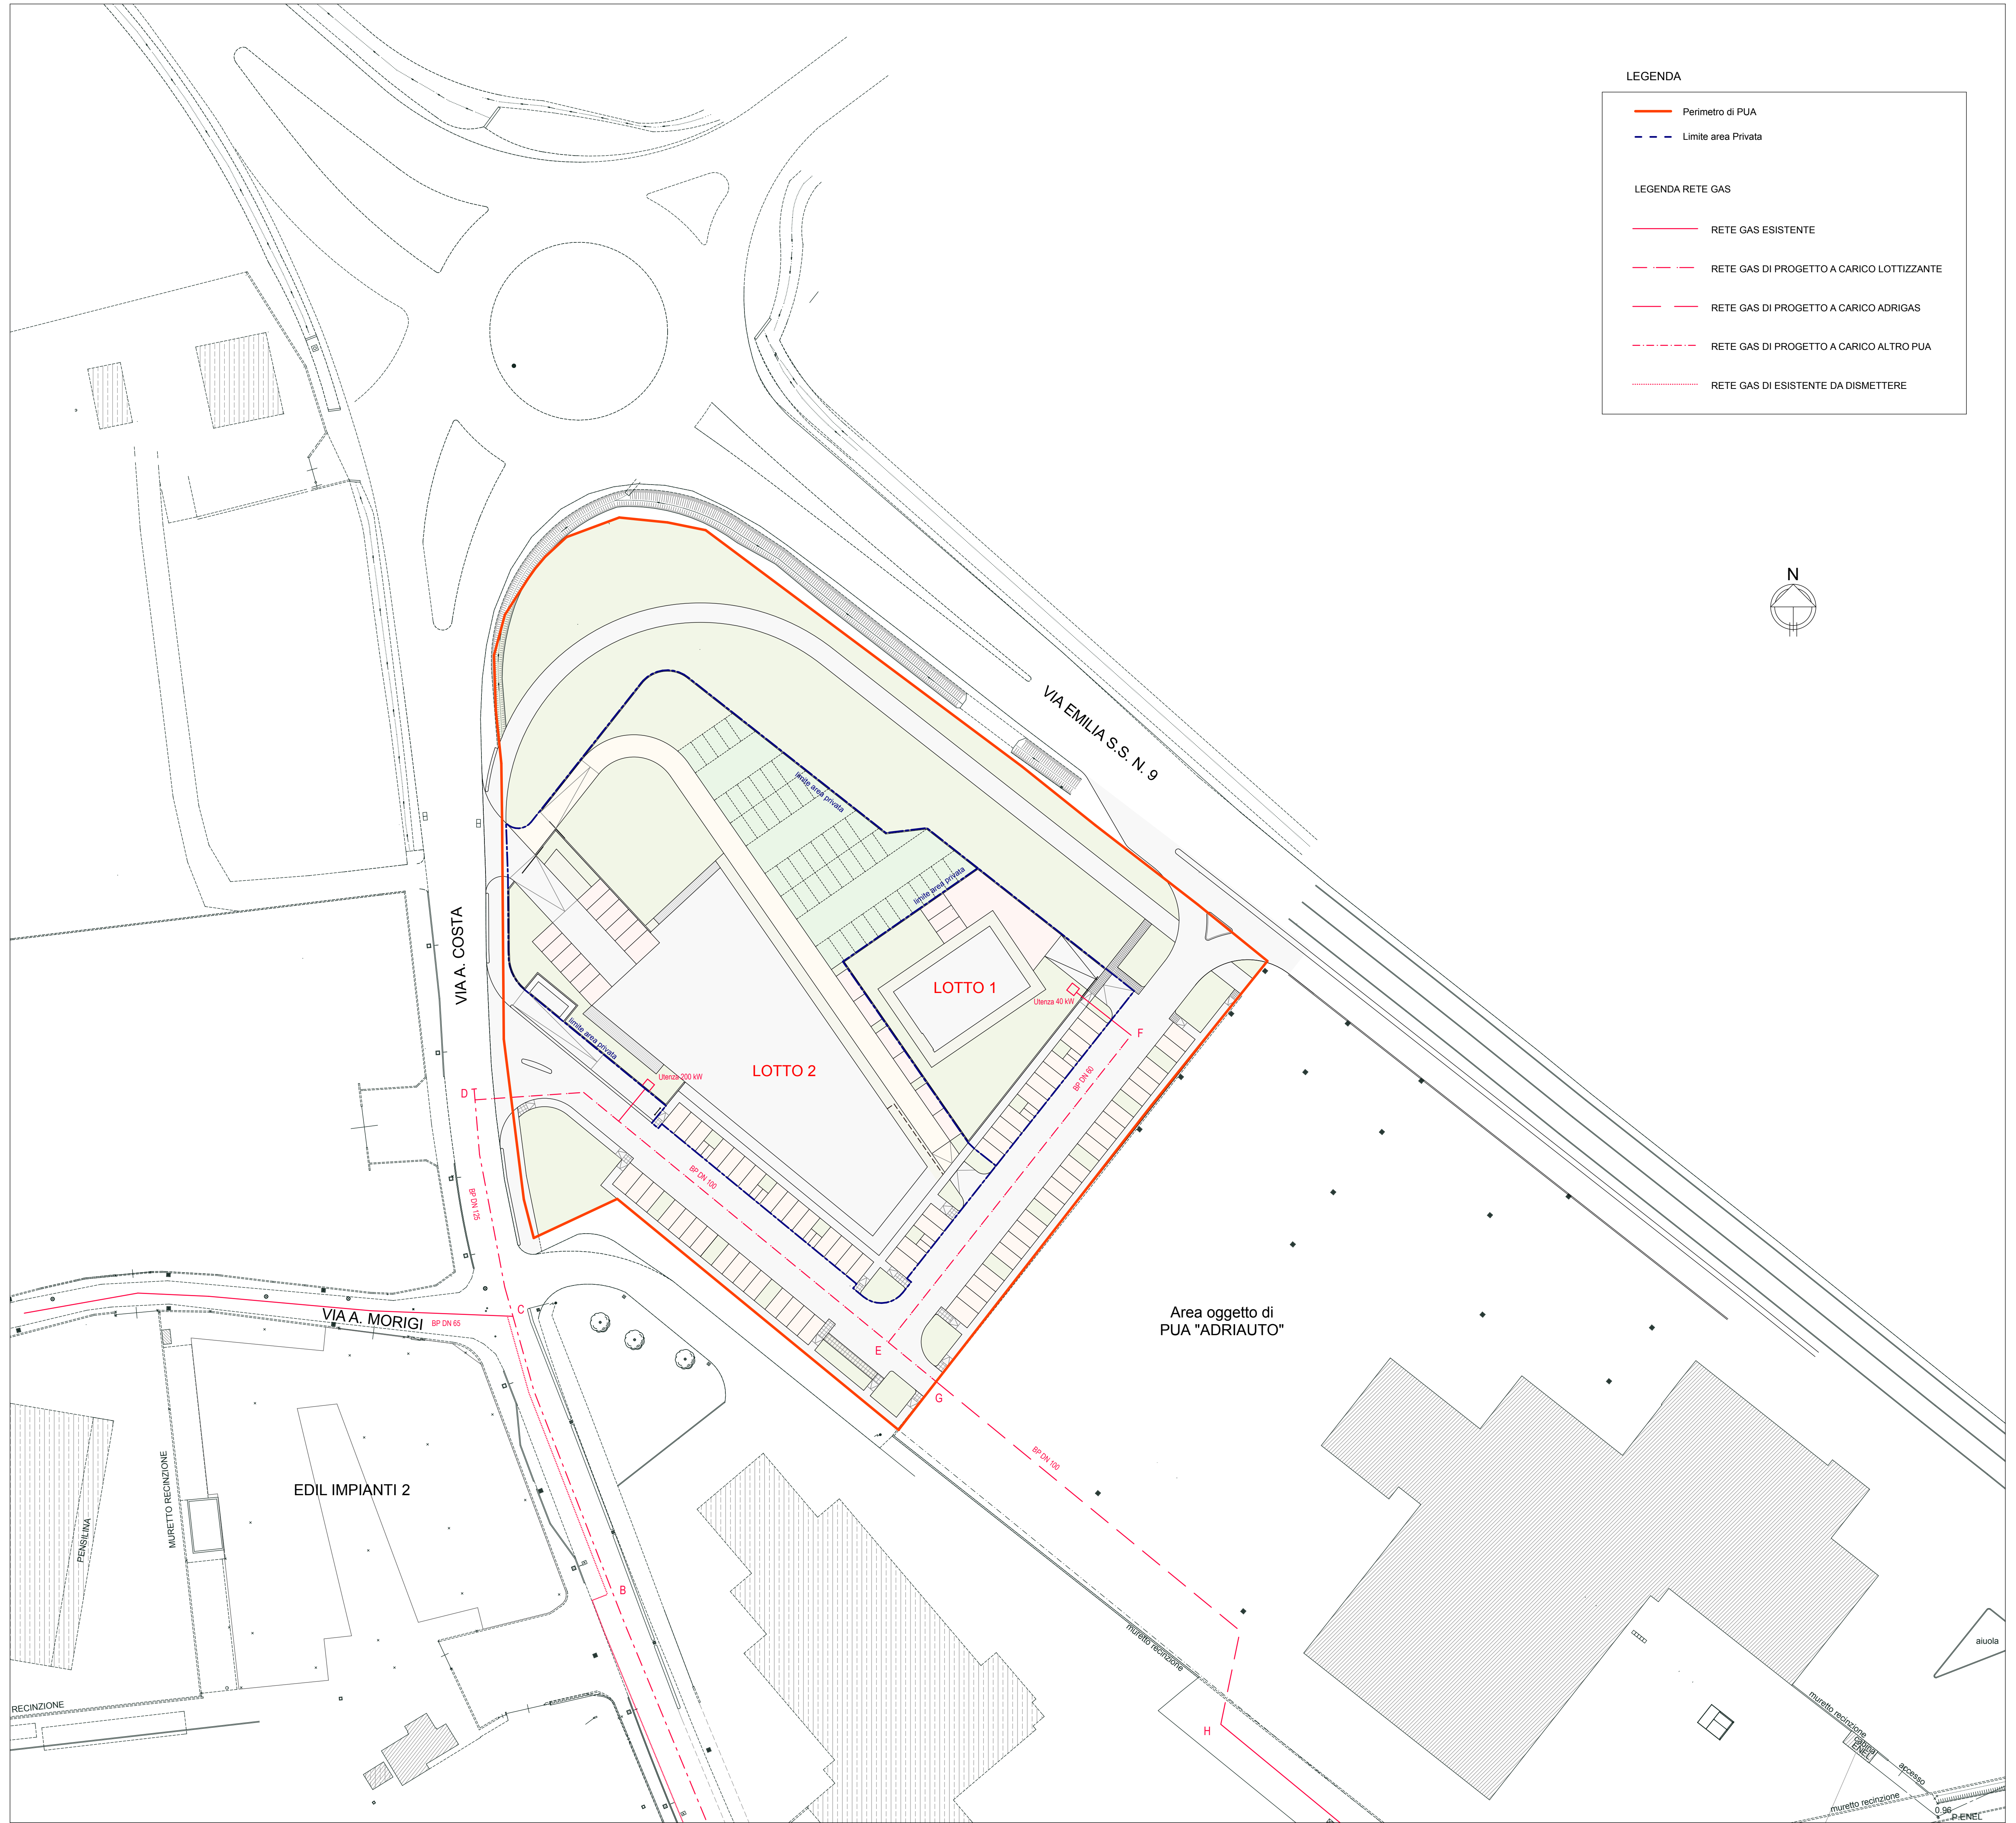 LEGENDA
Perimetro di PUA
Limite area Privata
LEGENDA RETE GAS
RETE GAS ESISTENTE
RETE GAS DI PROGETTO A CARICO LOTTIZZANTE
RETE GAS DI PROGETTO A CARICO ADRIGAS
RETE GAS DI PROGETTO A CARICO ALTRO PUA
RETE GAS DI ESISTENTE DA DISMETTERE
N
VIA EMILIA S.S. N. 9
limite area privata
limite area privata
VIA A. COSTA
LOTTO 1
Utenza 40 kW
F
limite area privata
LOTTO 2
Utenza 200 kW
BP DN 80
D
BP DN 100
BP DN 125
C
VIA A. MORIGI
BP DN 65
Area oggetto di
PUA "ADRIAUTO"
E
G
BP DN 100
EDIL IMPIANTI 2
MURETTO RECINZIONE
PENSILINA
B
muretto recinzione
aiuola
H
RECINZIONE
muretto recinzione
cabina
ENEL
accesso
muretto recinzione
0.96
P.ENEL